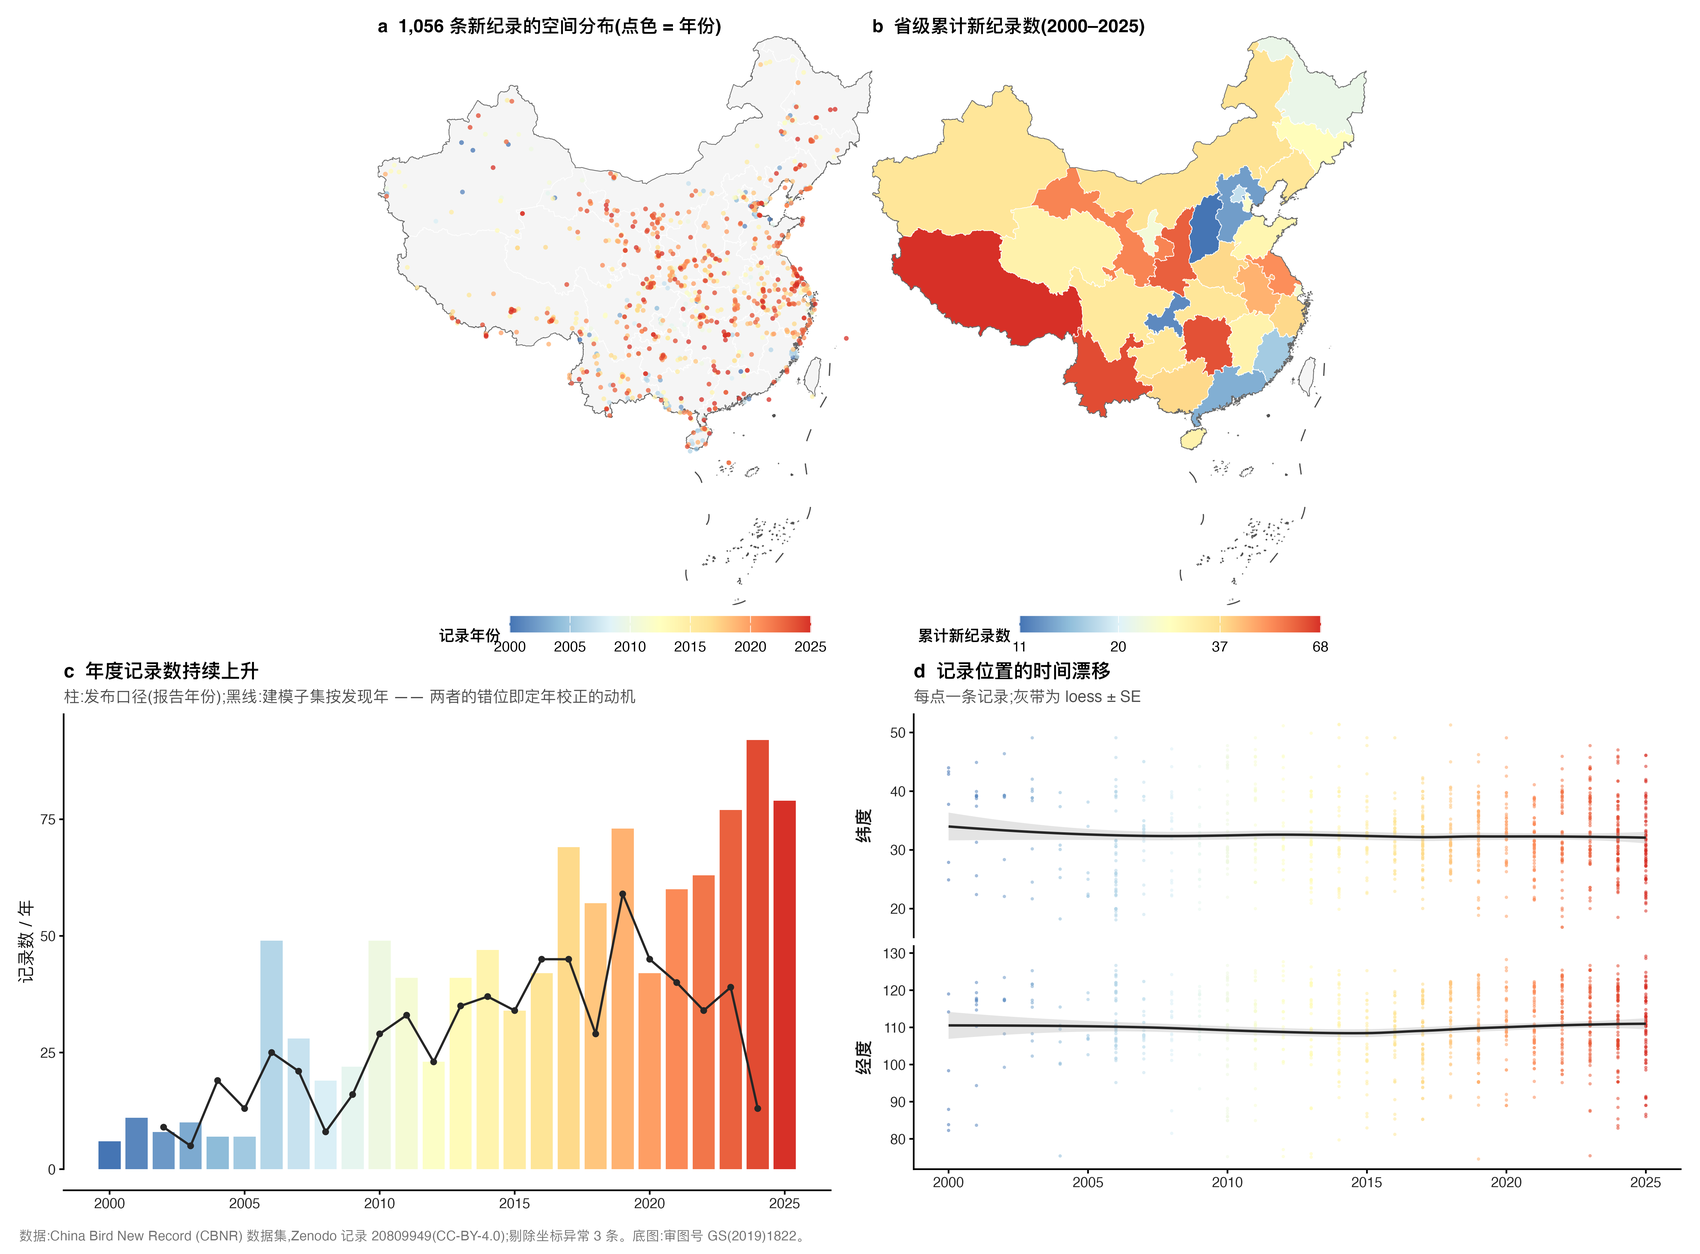 a 1,056 条新纪录的空间分布(点色 = 年份)
b 省级累计新纪录数(2000–2025)
记录年份
2000 2005 2010 2015 2020 2025
累计新纪录数
11 20 37 68
c 年度记录数持续上升
柱:发布口径(报告年份);黑线:建模子集按发现年 —— 两者的错位即定年校正的动机
记录数 / 年
75
50
25
0
2000 2005 2010 2015 2020 2025
d 记录位置的时间漂移
每点一条记录;灰带为 loess ± SE
纬度
50
40
30
20
经度
130
120
110
100
90
80
2000 2005 2010 2015 2020 2025
数据:China Bird New Record (CBNR) 数据集,Zenodo 记录 20809949(CC-BY-4.0);剔除坐标异常 3 条。底图:审图号 GS(2019)1822。